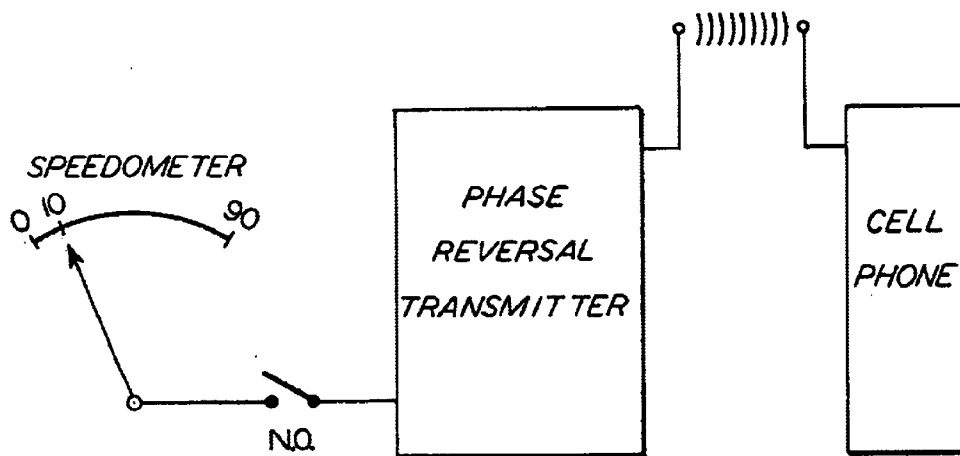 SPEEDOMETER
0 10 90
N.O.
PHASE
REVERSAL
TRANSMITTER
CELL
PHONE